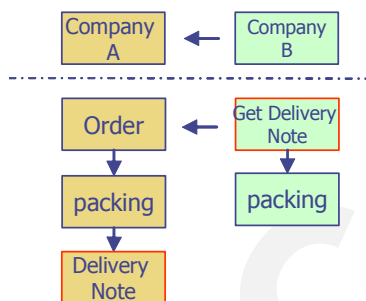 Company
A
Company
B
Order
Get Delivery
Note
packing
packing
Delivery
Note